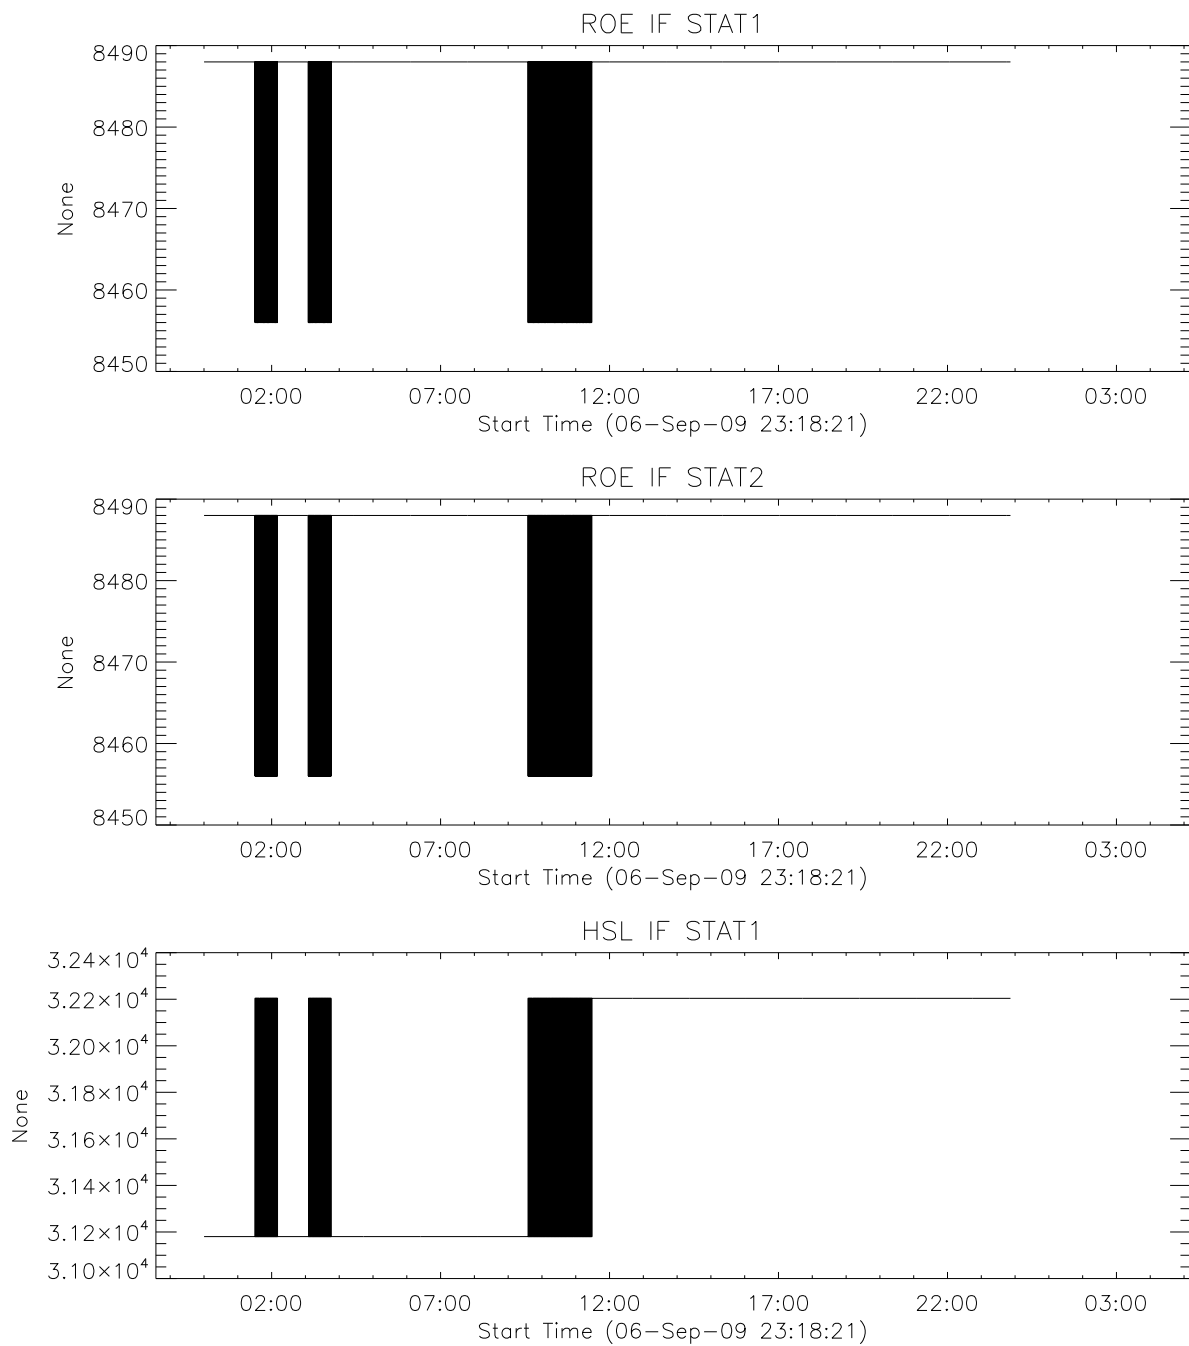 ROE IF STAT1
8490
8480
8470
8460
8450
None
02:00 07:00 12:00 17:00 22:00 03:00
Start Time (06-Sep-09 23:18:21)
ROE IF STAT2
8490
8480
8470
8460
8450
None
02:00 07:00 12:00 17:00 22:00 03:00
Start Time (06-Sep-09 23:18:21)
HSL IF STAT1
3.24×10⁴
3.22×10⁴
3.20×10⁴
3.18×10⁴
3.16×10⁴
3.14×10⁴
3.12×10⁴
3.10×10⁴
None
02:00 07:00 12:00 17:00 22:00 03:00
Start Time (06-Sep-09 23:18:21)